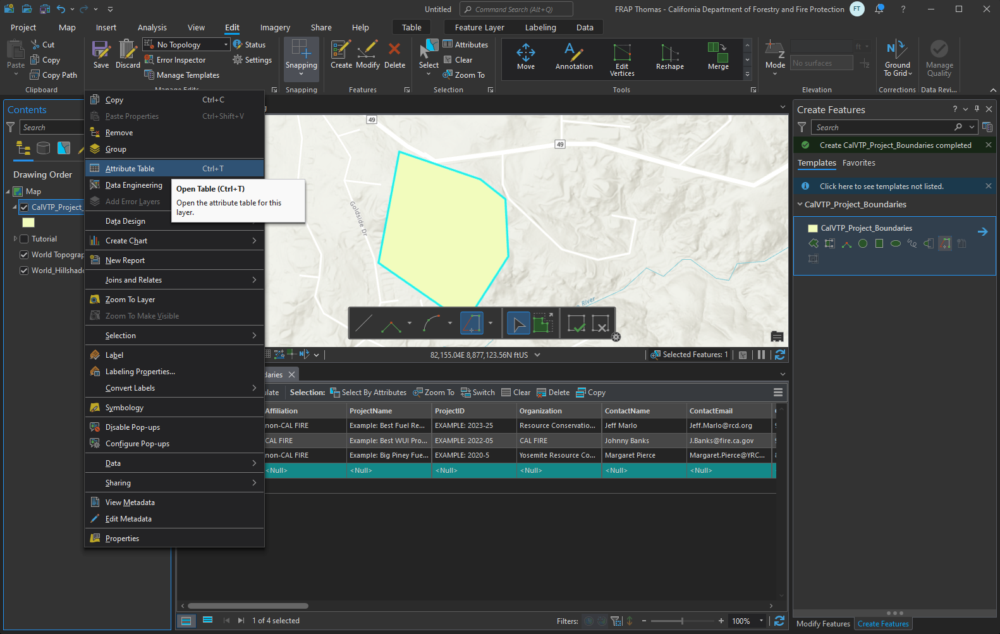 Untitled
Command Search (Alt+Q)
FRAP Thomas - California Department of Forestry and Fire Protection
FT
?
Project
Map
Insert
Analysis
View
Edit
Imagery
Share
Help
Table
Feature Layer
Labeling
Data
Paste
Cut
Copy
Copy Path
Clipboard
Save
Discard
No Topology
Error Inspector
Manage Templates
Status
Settings
Manage Edits
Snapping
Snapping
Create
Modify
Delete
Features
Select
Attributes
Clear
Zoom To
Selection
Move
Annotation
Edit
Vertices
Reshape
Merge
Tools
Mode
Z
ft
No surfaces
Elevation
Ground
To Grid
Corrections
Manage
Quality
Data Revi...
Contents
Search
Drawing Order
Map
CalVTP_Project_
Tutorial
World Topograp
World_Hillshade
Copy Ctrl+C
Paste Properties Ctrl+Shift+V
Remove
Group
Attribute Table Ctrl+T
Data Engineering
Add Error Layers
Data Design
Create Chart
New Report
Joins and Relates
Zoom To Layer
Zoom To Make Visible
Selection
Label
Labeling Properties...
Convert Labels
Symbology
Disable Pop-ups
Configure Pop-ups
Data
Sharing
View Metadata
Edit Metadata
Properties
Open Table (Ctrl+T)
Open the attribute table for this
layer.
49
49
Goldside Dr
River
82,155.04E 8,877,123.56N ftUS
Selected Features: 1
daries
ulate
Selection:
Select By Attributes
Zoom To
Switch
Clear
Delete
Copy
Affiliation ProjectName ProjectID Organization ContactName ContactEmail
non-CAL FIRE Example: Best Fuel Re... EXAMPLE: 2023-25 Resource Conservatio... Jeff Marlo Jeff.Marlo@rcd.org
CAL FIRE Example: Best WUI Pro... EXAMPLE: 2022-05 CAL FIRE Johnny Banks J.Banks@fire.ca.gov
non-CAL FIRE Example: Big Piney Fue... EXAMPLE: 2020-5 Yosemite Resource Co... Margaret Pierce Margaret.Pierce@YRC...
<Null> <Null> <Null> <Null> <Null> <Null>
1 of 4 selected
Filters:
100%
Create Features
?
Search
Create CalVTP_Project_Boundaries completed
Templates
Favorites
Click here to see templates not listed.
CalVTP_Project_Boundaries
CalVTP_Project_Boundaries
Modify Features
Create Features